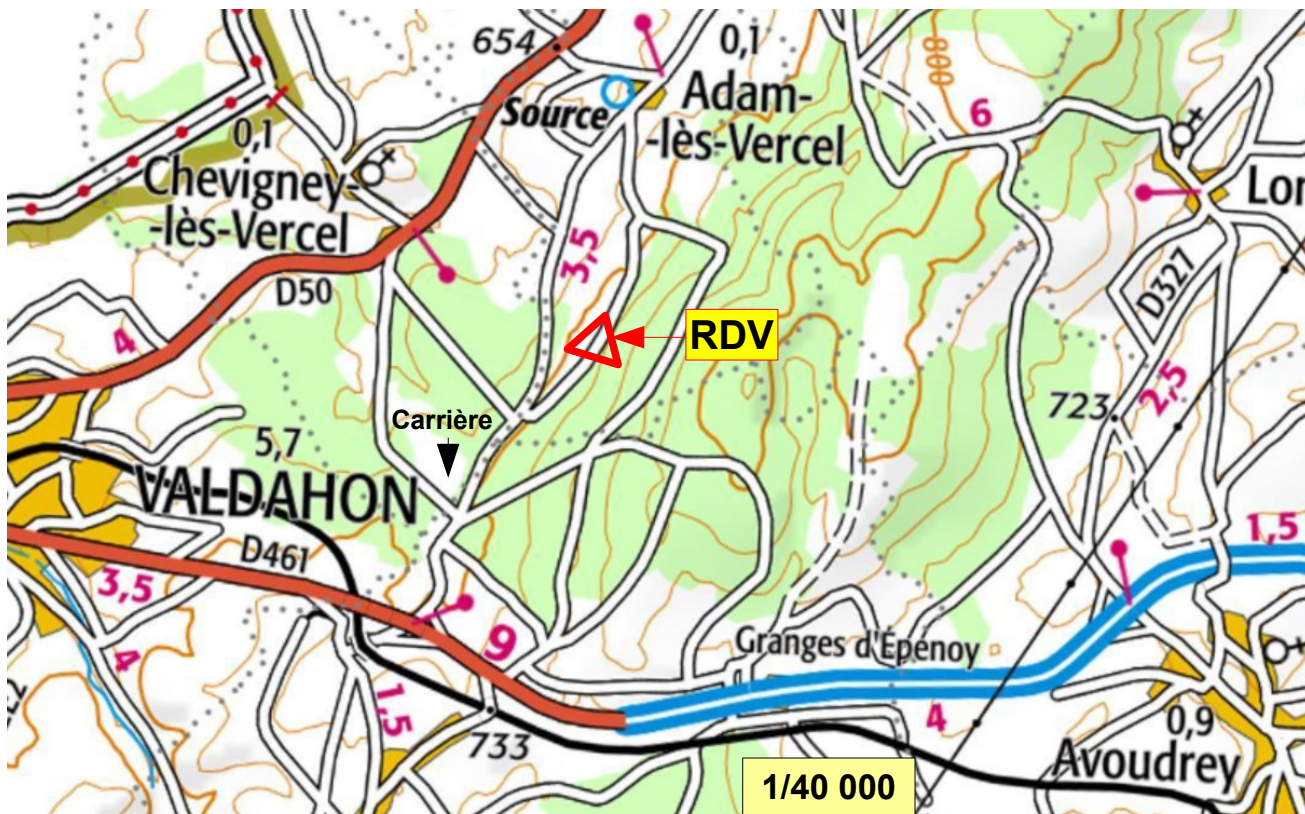 654
0,1
Adam-
-lès-Vercel
Source
800
6
0,1
Chevigney-
-lès-Vercel
Lor
D50
3,5
D327
4
RDV
2,5
723
Carrière
5,7
VALDAHON
D461
3,5
1,5
9
4
Granges d'Épenoy
1,5
4
733
0,9
Avoudrey
1/40 000